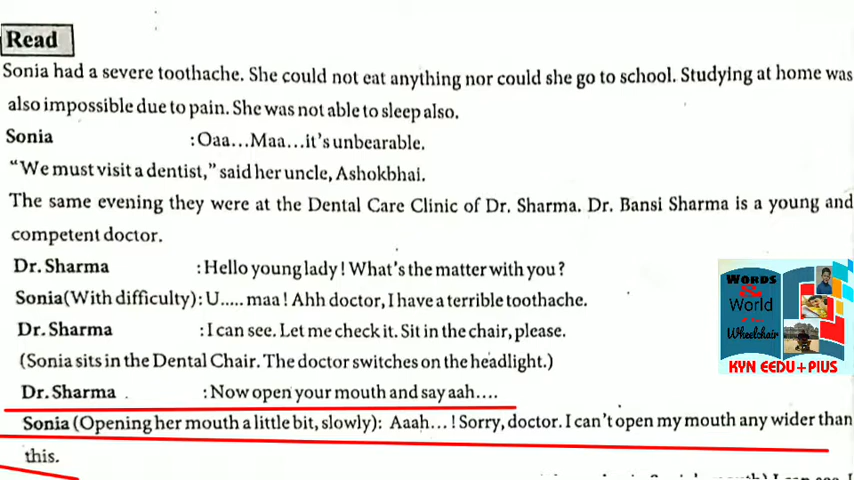 Read
Sonia had a severe toothache. She could not eat anything nor could she go to school. Studying at home was
also impossible due to pain. She was not able to sleep also.
Sonia : Oaa...Maa...it's unbearable.
"We must visit a dentist," said her uncle, Ashokbhai.
The same evening they were at the Dental Care Clinic of Dr. Sharma. Dr. Bansi Sharma is a young and
competent doctor.
Dr. Sharma : Hello young lady ! What's the matter with you ?
Sonia(With difficulty) : U..... maa ! Ahh doctor, I have a terrible toothache.
Dr. Sharma : I can see. Let me check it. Sit in the chair, please.
(Sonia sits in the Dental Chair. The doctor switches on the headlight.)
Dr. Sharma : Now open your mouth and say aah....
Sonia (Opening her mouth a little bit, slowly): Aaah... ! Sorry, doctor. I can't open my mouth any wider than
this.
WORDS
&
World
Wheelchair
KYN EEDU+PIUS